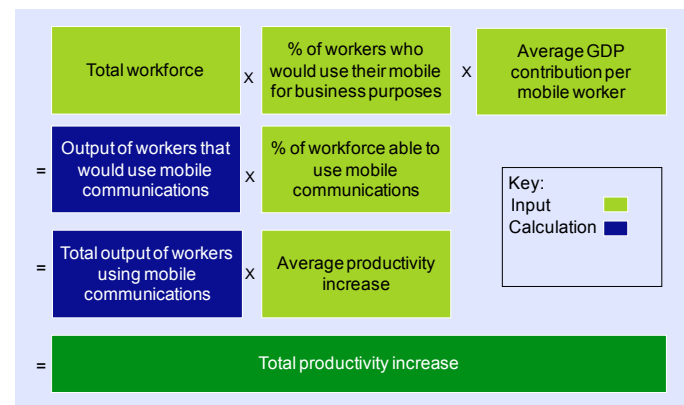 Total workforce
X
% of workers who
would use their mobile
for business purposes
X
Average GDP
contribution per
mobile worker
=
Output of workers that
would use mobile
communications
X
% of workforce able to
use mobile
communications
Key:
Input
Calculation
=
Total output of workers
using mobile
communications
X
Average productivity
increase
=
Total productivity increase